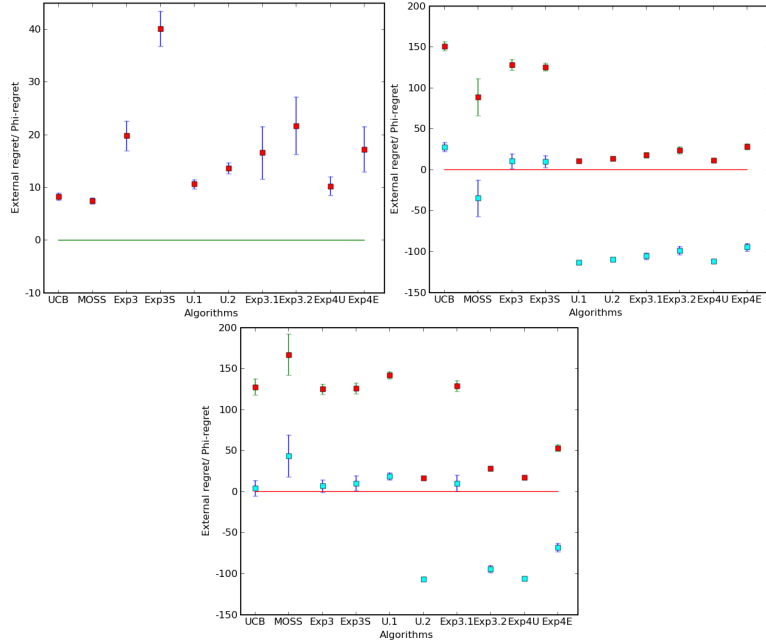 External regret/ Phi-regret
40
30
20
10
0
-10
UCB MOSS Exp3 Exp3S U.1 U.2 Exp3.1 Exp3.2 Exp4U Exp4E
Algorithms
External regret/ Phi-regret
200
150
100
50
0
-50
-100
-150
UCB MOSS Exp3 Exp3S U.1 U.2 Exp3.1 Exp3.2 Exp4U Exp4E
Algorithms
External regret/ Phi-regret
200
150
100
50
0
-50
-100
-150
UCB MOSS Exp3 Exp3S U.1 U.2 Exp3.1 Exp3.2 Exp4U Exp4E
Algorithms